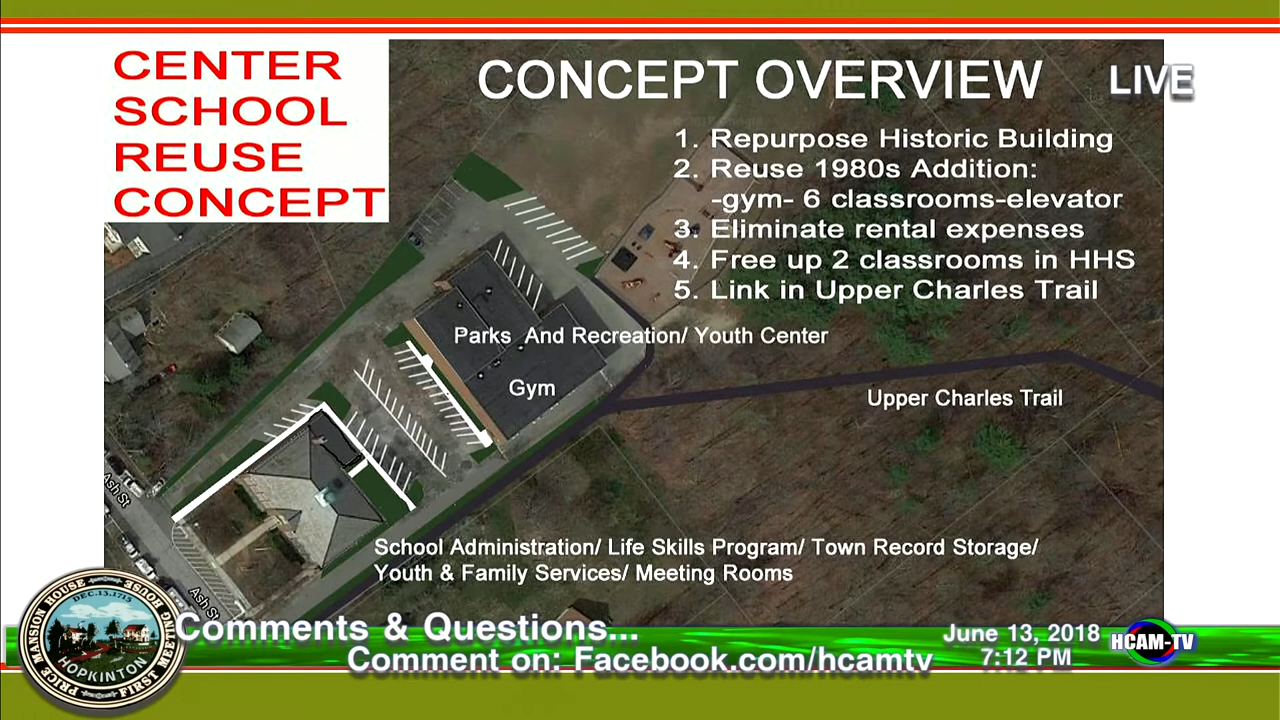 CENTER
SCHOOL
REUSE
CONCEPT
CONCEPT OVERVIEW
LIVE
1. Repurpose Historic Building
2. Reuse 1980s Addition:
-gym- 6 classrooms-elevator
3. Eliminate rental expenses
4. Free up 2 classrooms in HHS
5. Link in Upper Charles Trail
Parks And Recreation/ Youth Center
Gym
Upper Charles Trail
Ash St
Ash St
School Administration/ Life Skills Program/ Town Record Storage/
Youth & Family Services/ Meeting Rooms
PRICE MANSION HOUSE
FIRST MEETING HOUSE
DEC. 13. 1715
HOPKINTON
Comments & Questions...
Comment on: Facebook.com/hcamtv
June 13, 2018
7:12 PM
HCAM-TV